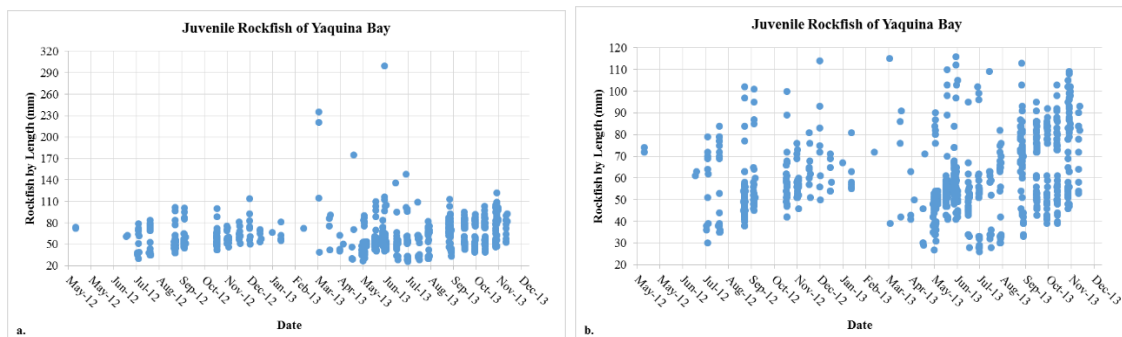 Juvenile Rockfish of Yaquina Bay
Rockfish by Length (mm)
320
290
260
230
200
170
140
110
80
50
20
May-12
May-12
Jun-12
Jul-12
Aug-12
Sep-12
Oct-12
Nov-12
Dec-12
Jan-13
Feb-13
Mar-13
Apr-13
May-13
Jun-13
Jul-13
Aug-13
Sep-13
Oct-13
Nov-13
Dec-13
Date
a.
Juvenile Rockfish of Yaquina Bay
Rockfish by Length (mm)
120
110
100
90
80
70
60
50
40
30
20
May-12
May-12
Jun-12
Jul-12
Aug-12
Sep-12
Oct-12
Nov-12
Dec-12
Jan-13
Feb-13
Mar-13
Apr-13
May-13
Jun-13
Jul-13
Aug-13
Sep-13
Oct-13
Nov-13
Dec-13
Date
b.